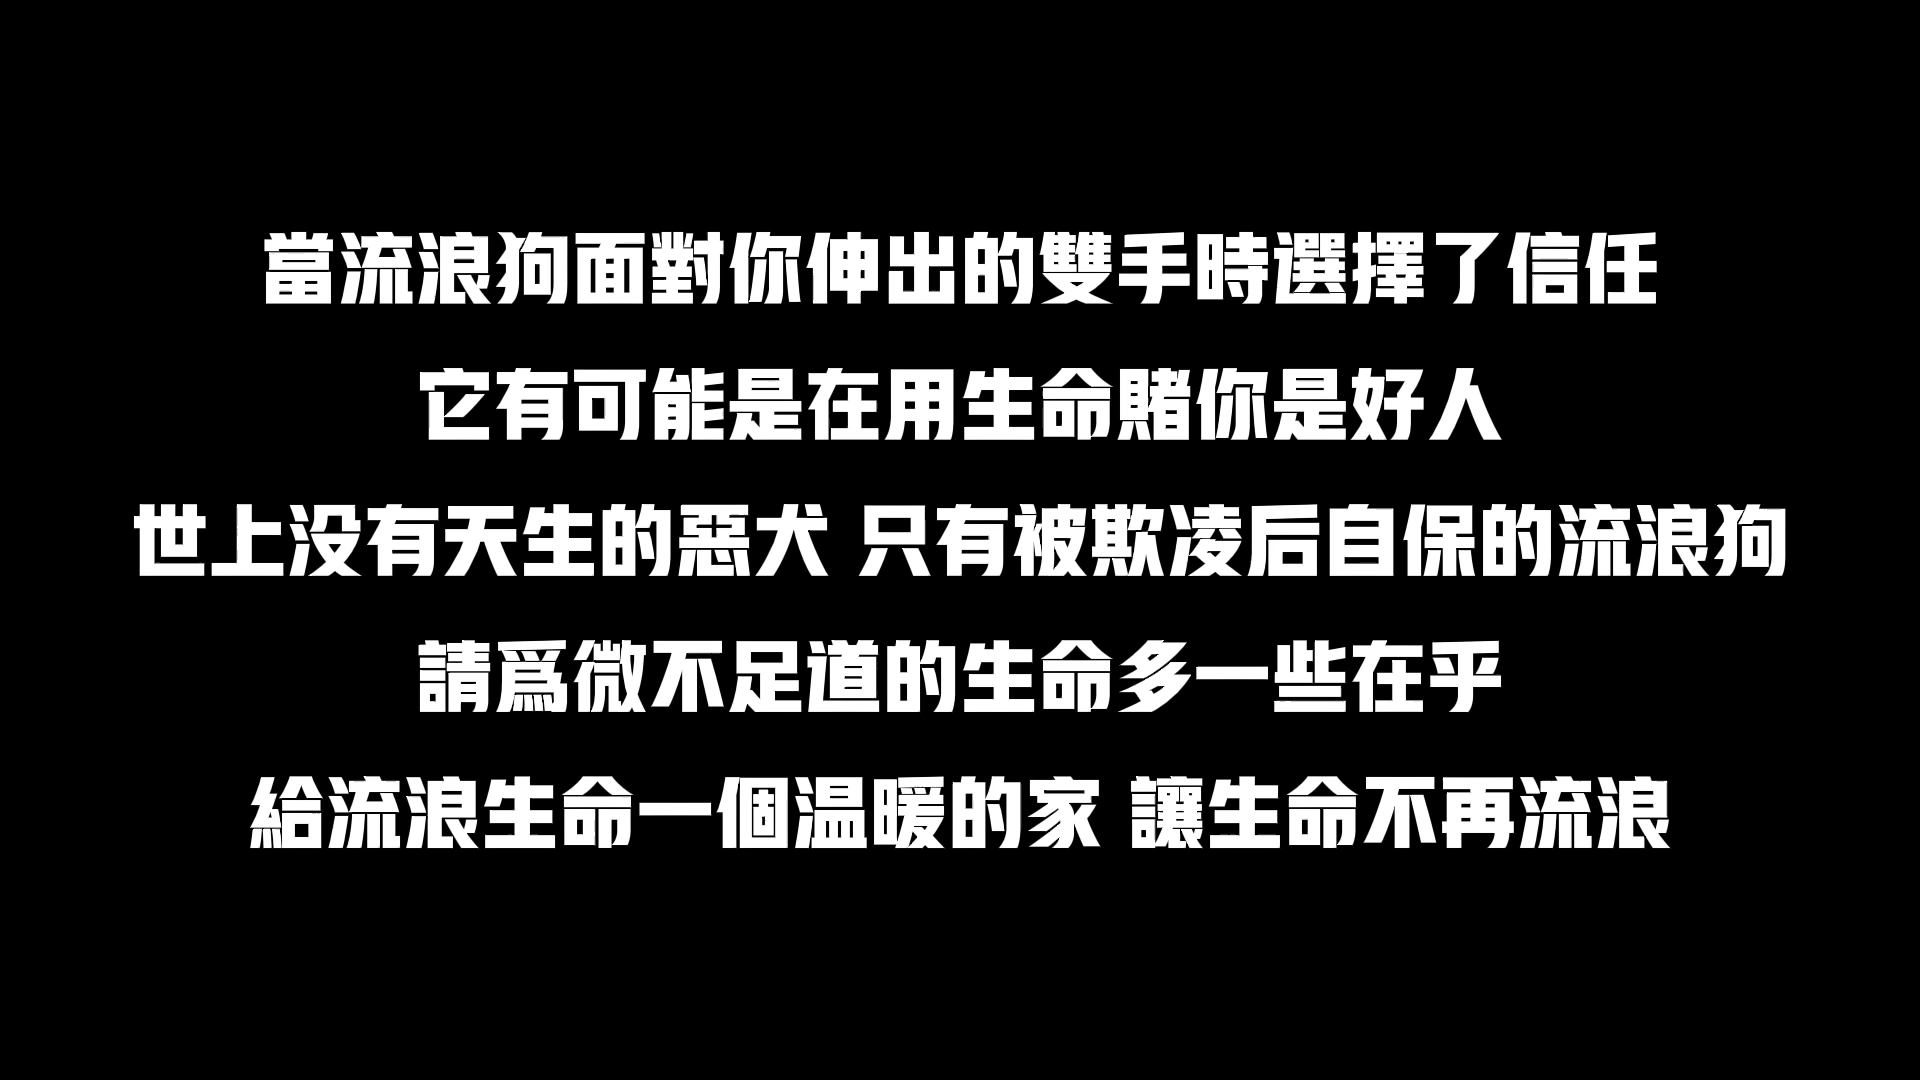 當流浪狗面對你伸出的雙手時選擇了信任
它有可能是在用生命賭你是好人
世上没有天生的惡犬 只有被欺凌后自保的流浪狗
請爲微不足道的生命多一些在乎
給流浪生命一個温暖的家 讓生命不再流浪